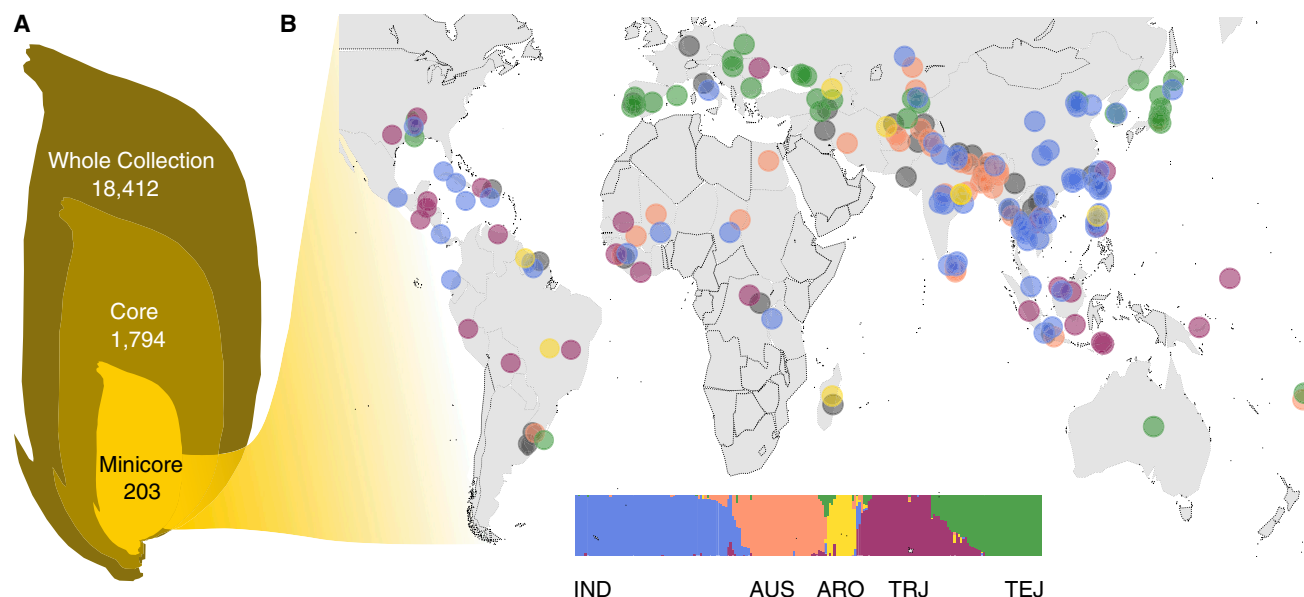 A
B
Whole Collection
18,412
Core
1,794
Minicore
203
IND AUS ARO TRJ TEJ